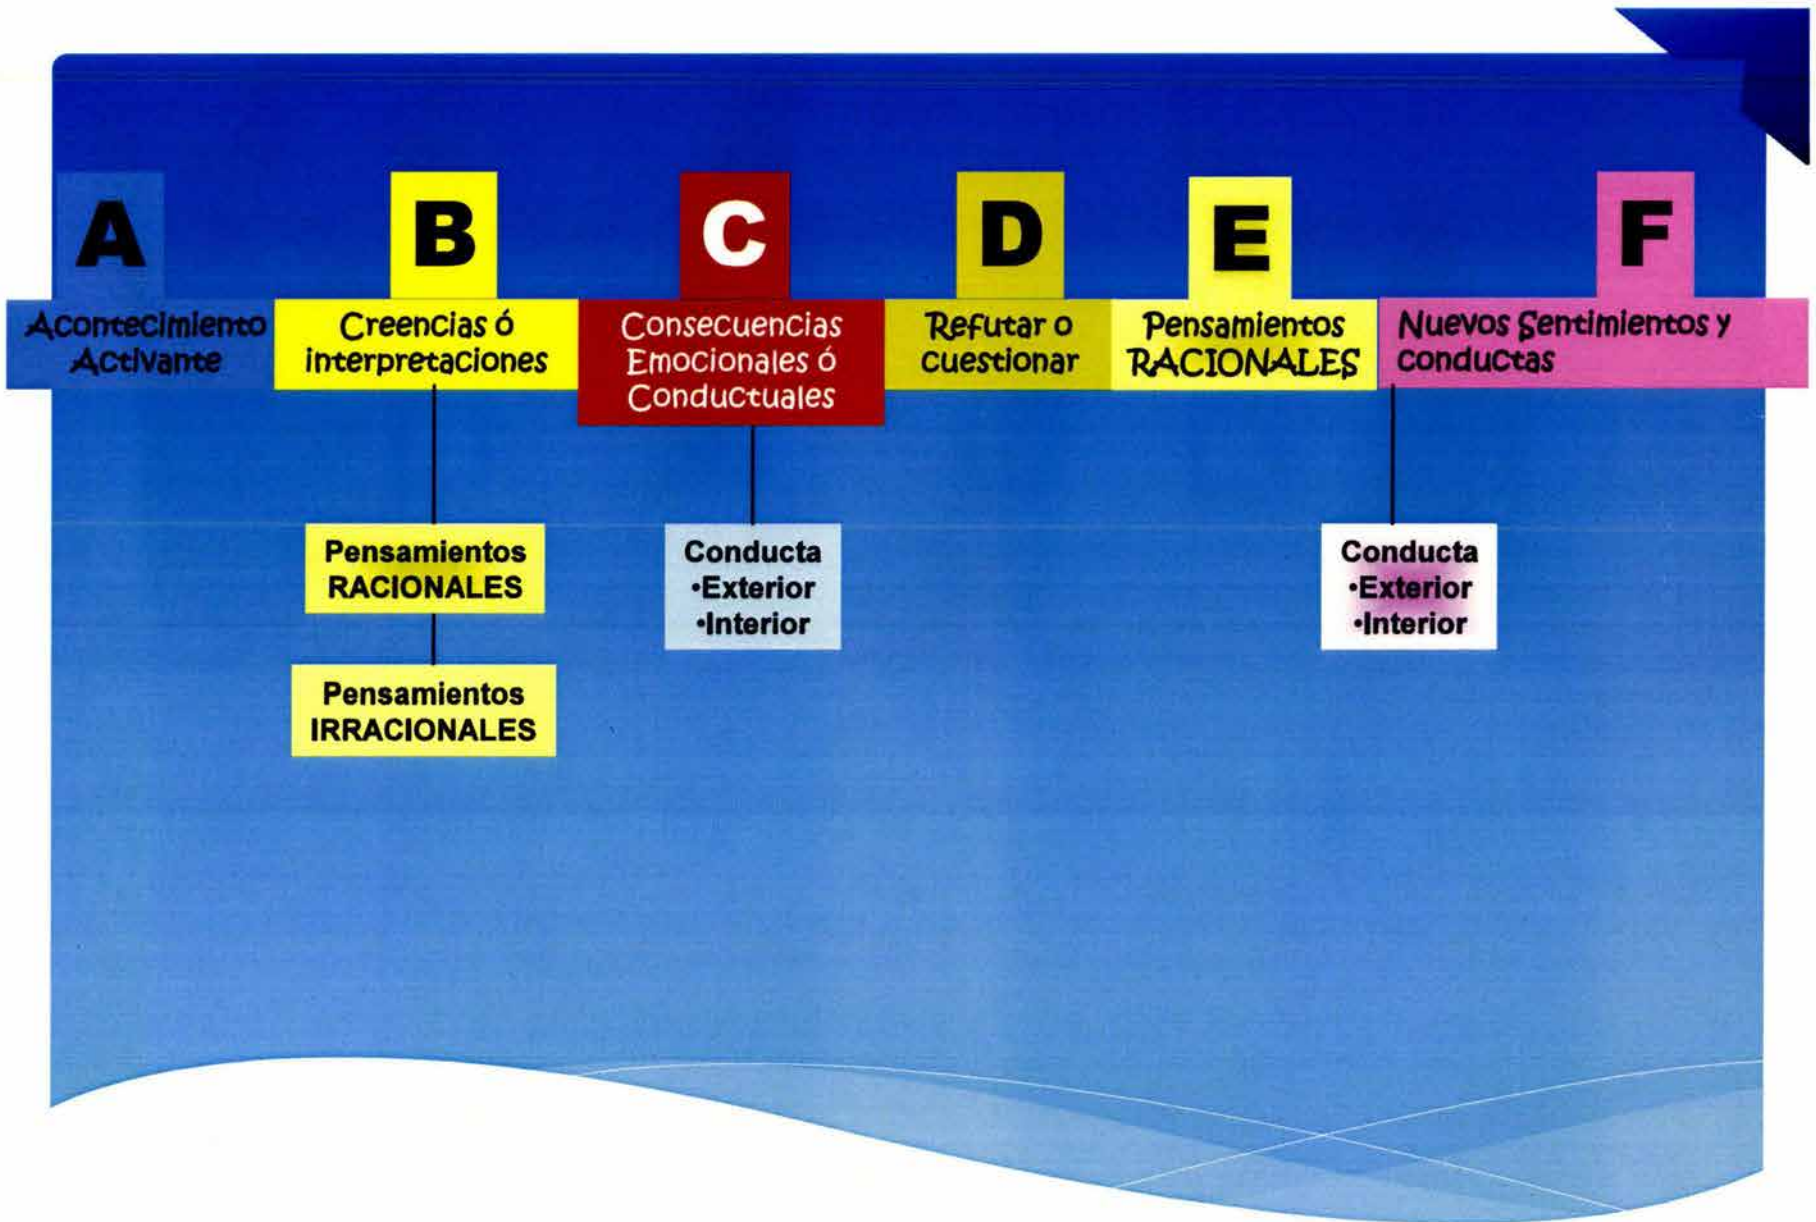 A
B
C
D
E
F
Acontecimiento
Activante
Creencias ó
interpretaciones
Consecuencias
Emocionales ó
Conductuales
Refutar o
cuestionar
Pensamientos
RACIONALES
Nuevos Sentimientos y
conductas
Pensamientos
RACIONALES
Pensamientos
IRRACIONALES
Conducta
•Exterior
•Interior
Conducta
•Exterior
•Interior